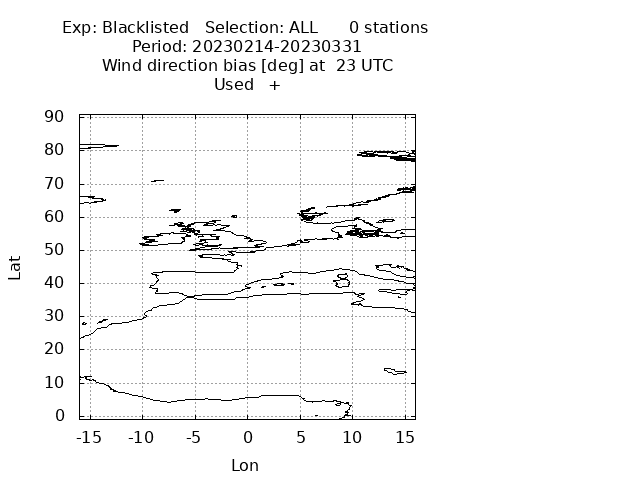 Exp: Blacklisted   Selection: ALL      0 stations
Period: 20230214-20230331
Wind direction bias [deg] at  23 UTC
Used   +
90
80
70
60
50
40
30
20
10
0
Lat
-15 -10 -5 0 5 10 15
Lon